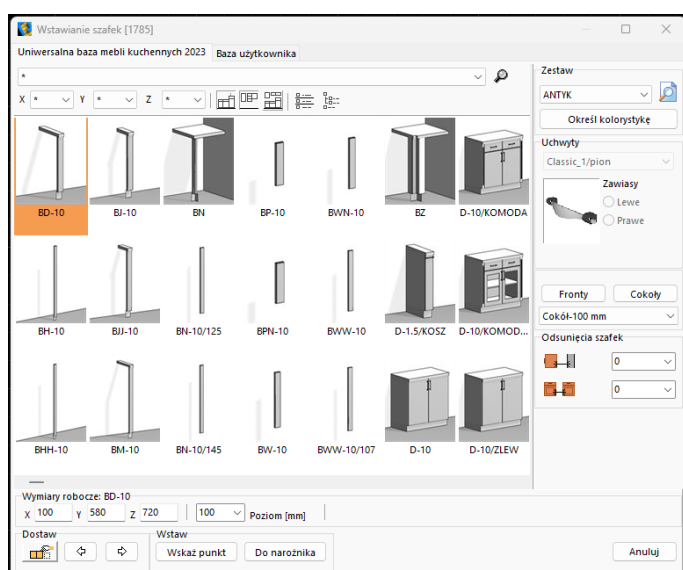 Wstawianie szafek [1785]
Uniwersalna baza mebli kuchennych 2023 Baza użytkownika
*
X * Y * Z *
BD-10 BJ-10 BN BP-10 BWN-10 BZ D-10/KOMODA
BH-10 BJJ-10 BN-10/125 BPN-10 BWW-10 D-1.5/KOSZ D-10/KOMOD...
BHH-10 BM-10 BN-10/145 BW-10 BWW-10/107 D-10 D-10/ZLEW
Zestaw
ANTYK
Określ kolorystykę
Uchwyty
Classic_1/pion
Zawiasy
Lewe
Prawe
Fronty Cokoły
Cokół-100 mm
Odsunięcia szafek
0
0
Wymiary robocze: BD-10
X 100 Y 580 Z 720 100 Poziom [mm]
Dostaw Wstaw
Wskaż punkt Do narożnika Anuluj